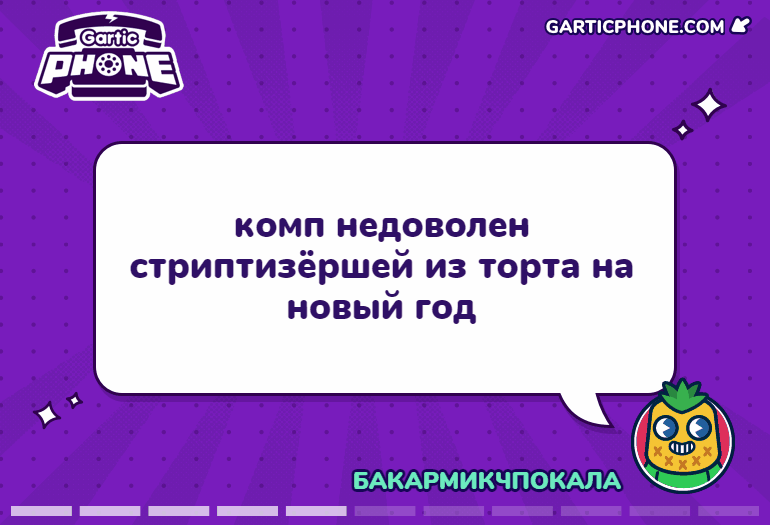 Gartic
PHONE
GARTICPHONE.COM
комп недоволен
стриптизёршей из торта на
новый год
БАКАРМИКЧПОКАЛА